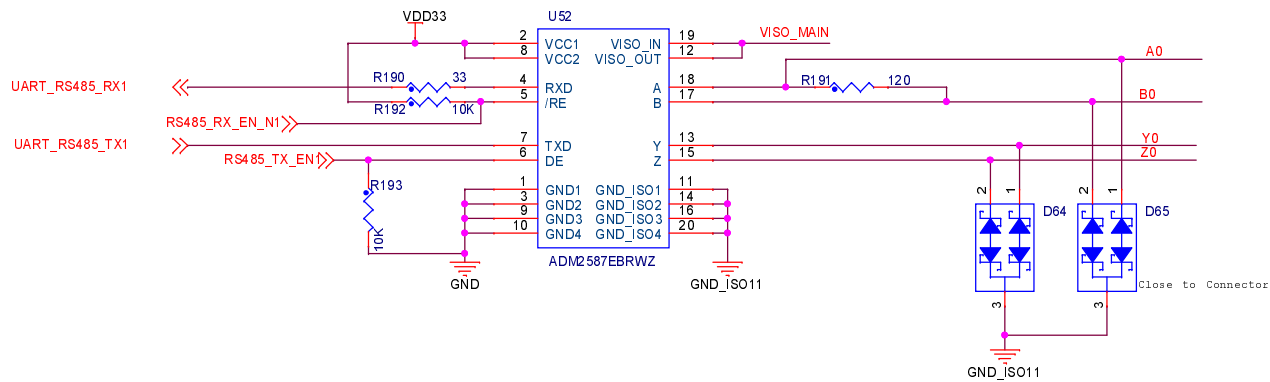 VDD33
U52
VISO_MAIN
2 VCC1 VISO_IN 19
8 VCC2 VISO_OUT 12
A0
UART_RS485_RX1 R190 33 4 RXD A 18 R191 120
R192 10K 5 /RE B 17 B0
RS485_RX_EN_N1
UART_RS485_TX1 7 TXD Y 13 Y0
RS485_TX_EN1 6 DE Z 15 Z0
R193 10K
1 GND1 GND_ISO1 11
3 GND2 GND_ISO2 14
9 GND3 GND_ISO3 16
10 GND4 GND_ISO4 20
2 1 D64 2 1 D65
ADM2587EBRWZ
GND GND_ISO11
3 3 Close to Connector
GND_ISO11